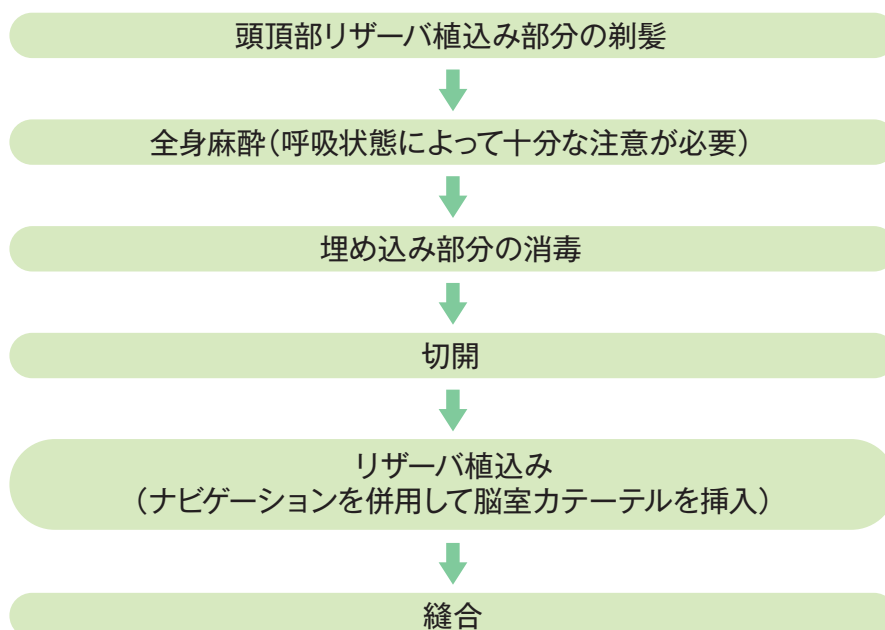 頭頂部リザーバ植込み部分の剃髪
全身麻酔(呼吸状態によって十分な注意が必要)
埋め込み部分の消毒
切開
リザーバ植込み
(ナビゲーションを併用して脳室カテーテルを挿入)
縫合